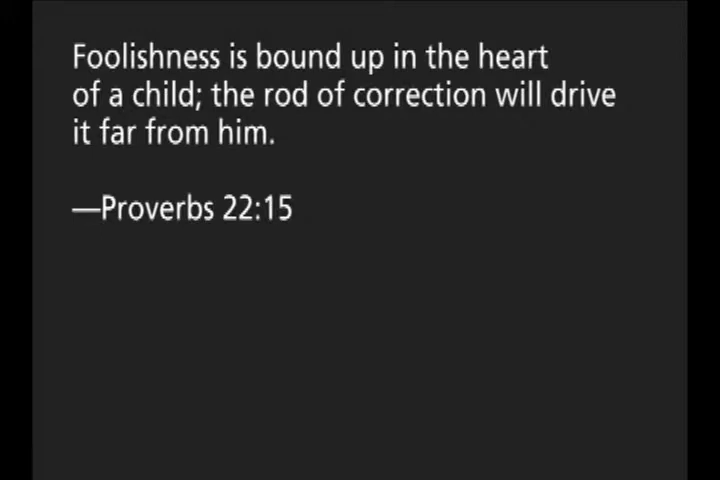 Foolishness is bound up in the heart
of a child; the rod of correction will drive
it far from him.
—Proverbs 22:15